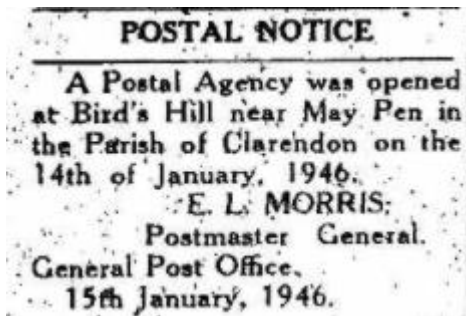 POSTAL NOTICE
A Postal Agency was opened
at Bird's Hill near May Pen in
the Parish of Clarendon on the
14th of January, 1946.
E. L. MORRIS,
Postmaster General.
General Post Office,
15th January, 1946.